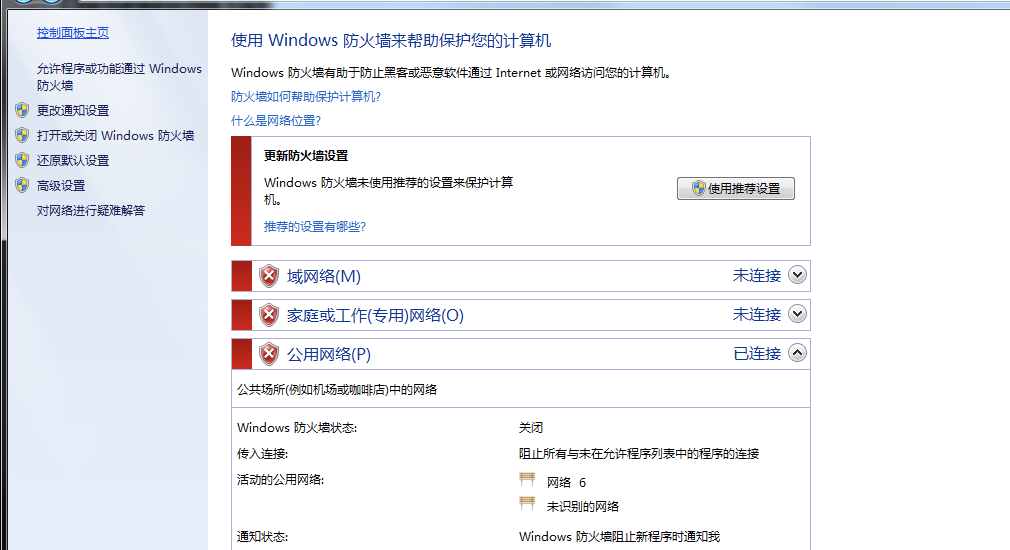 控制面板主页
允许程序或功能通过 Windows
防火墙
更改通知设置
打开或关闭 Windows 防火墙
还原默认设置
高级设置
对网络进行疑难解答
使用 Windows 防火墙来帮助保护您的计算机
Windows 防火墙有助于防止黑客或恶意软件通过 Internet 或网络访问您的计算机。
防火墙如何帮助保护计算机?
什么是网络位置?
更新防火墙设置
Windows 防火墙未使用推荐的设置来保护计算
机。
使用推荐设置
推荐的设置有哪些?
域网络(M) 未连接
家庭或工作(专用)网络(O) 未连接
公用网络(P) 已连接
公共场所(例如机场或咖啡店)中的网络
Windows 防火墙状态: 关闭
传入连接: 阻止所有与未在允许程序列表中的程序的连接
活动的公用网络: 网络 6
未识别的网络
通知状态: Windows 防火墙阻止新程序时通知我